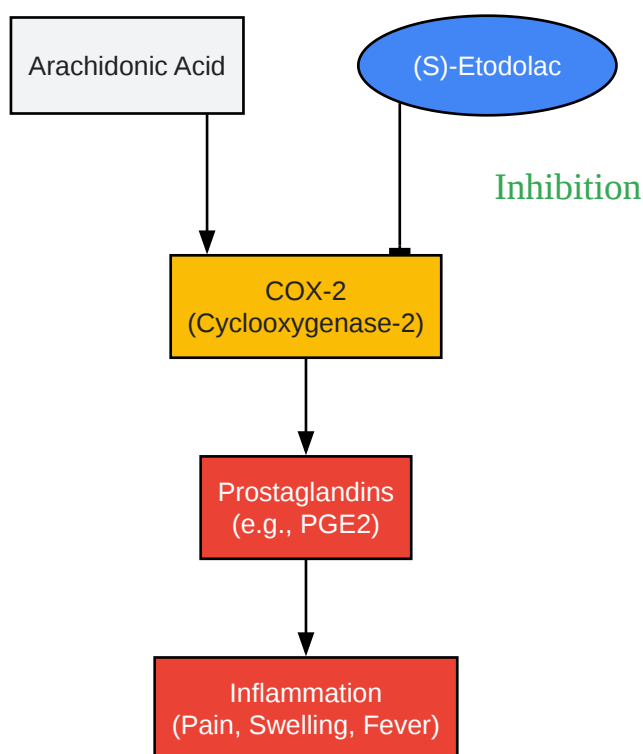 Arachidonic Acid
(S)-Etodolac
Inhibition
COX-2
(Cyclooxygenase-2)
Prostaglandins
(e.g., PGE2)
Inflammation
(Pain, Swelling, Fever)